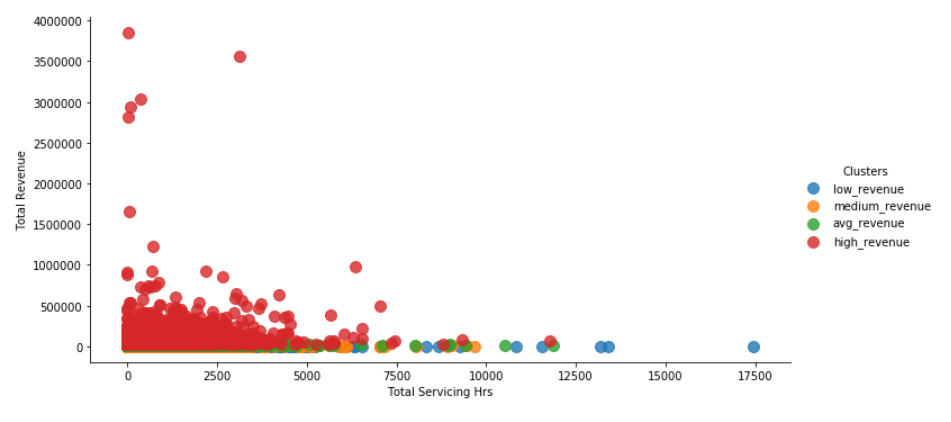 4000000
3500000
3000000
2500000
2000000
1500000
1000000
500000
0
Total Revenue
0 2500 5000 7500 10000 12500 15000 17500
Total Servicing Hrs
Clusters
low_revenue
medium_revenue
avg_revenue
high_revenue